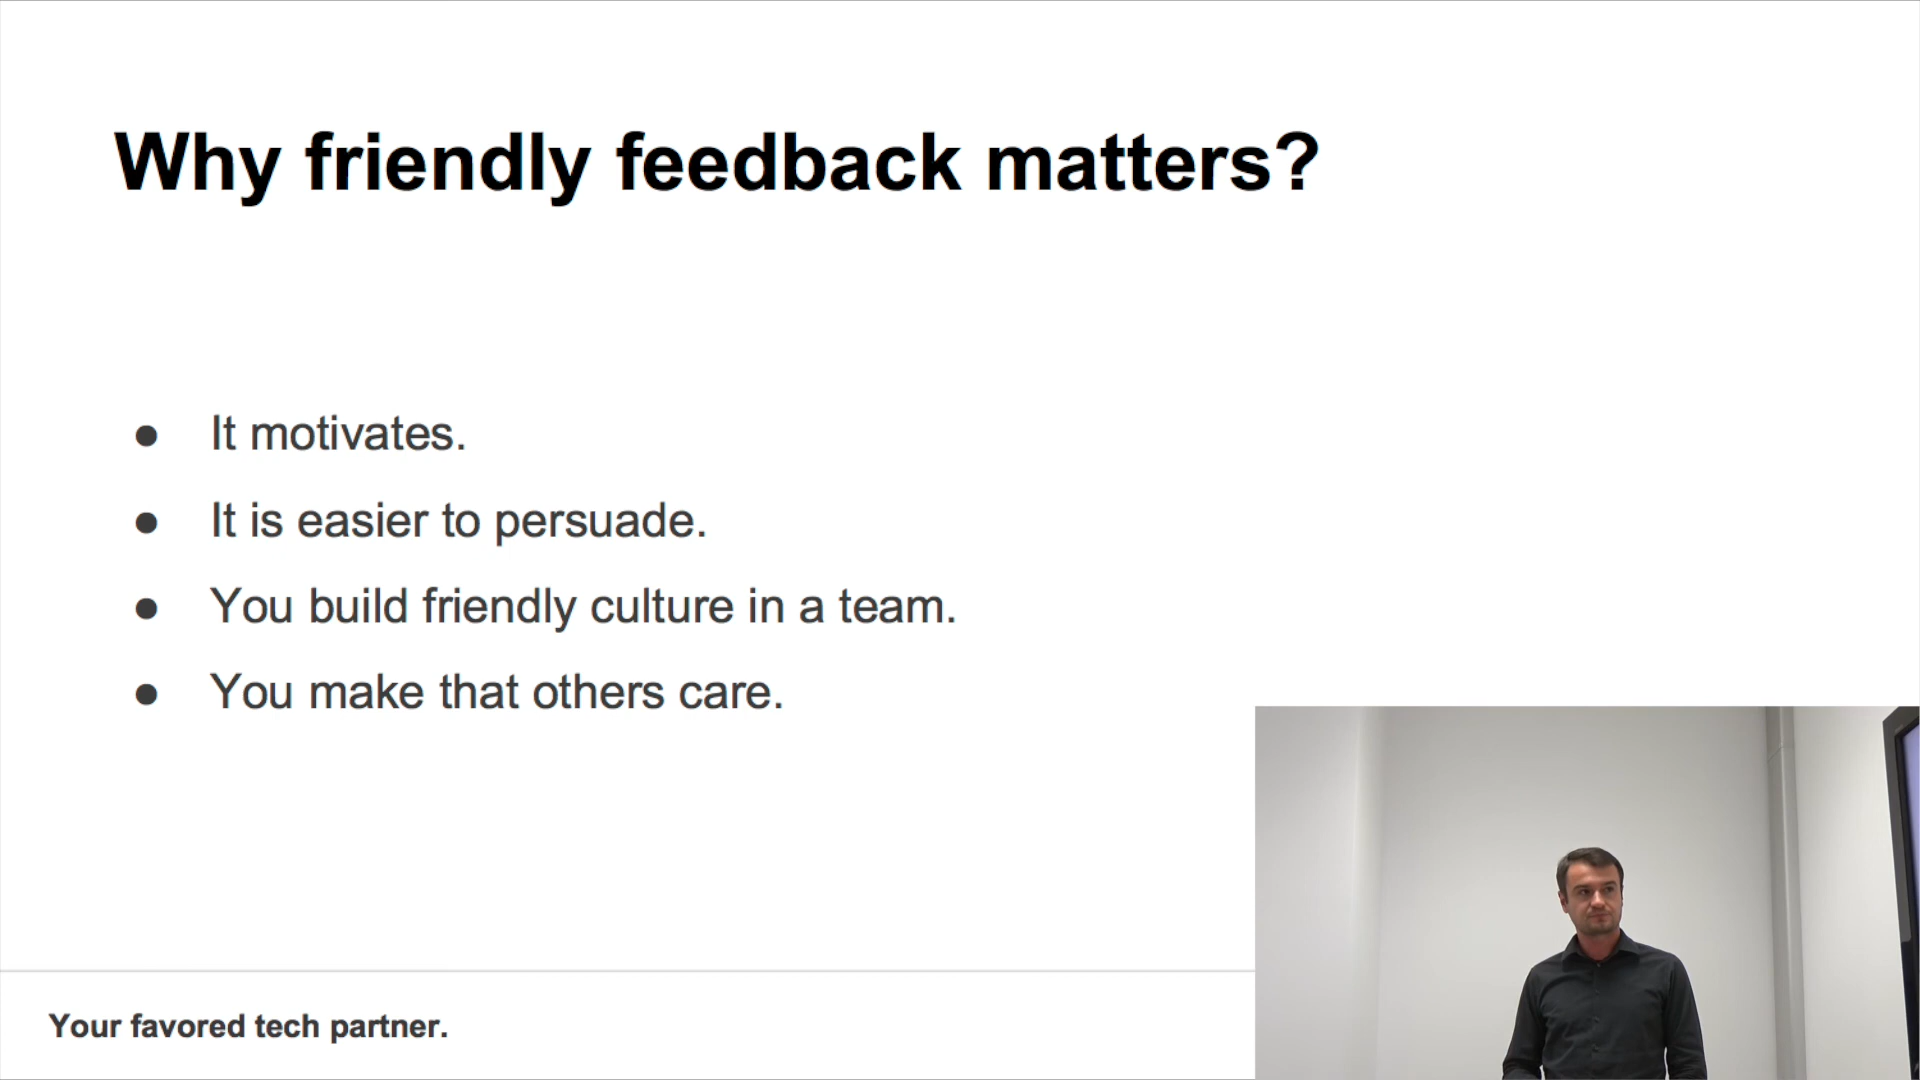 Why friendly feedback matters?
● It motivates.
● It is easier to persuade.
● You build friendly culture in a team.
● You make that others care.
Your favored tech partner.